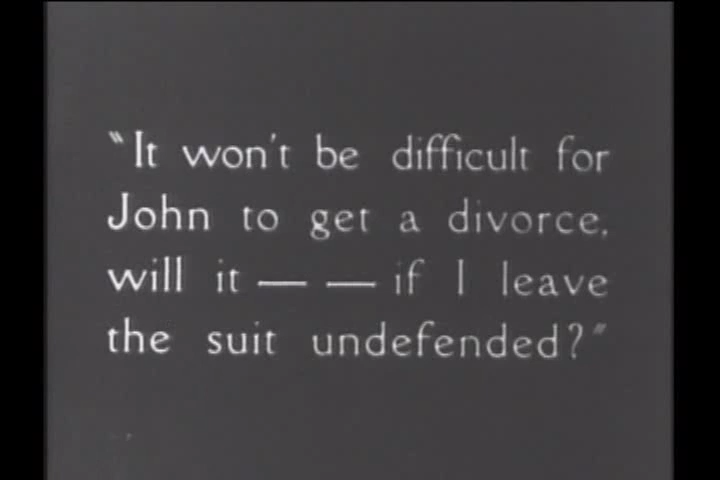 "It won't be difficult for
John to get a divorce,
will it — — if I leave
the suit undefended?"